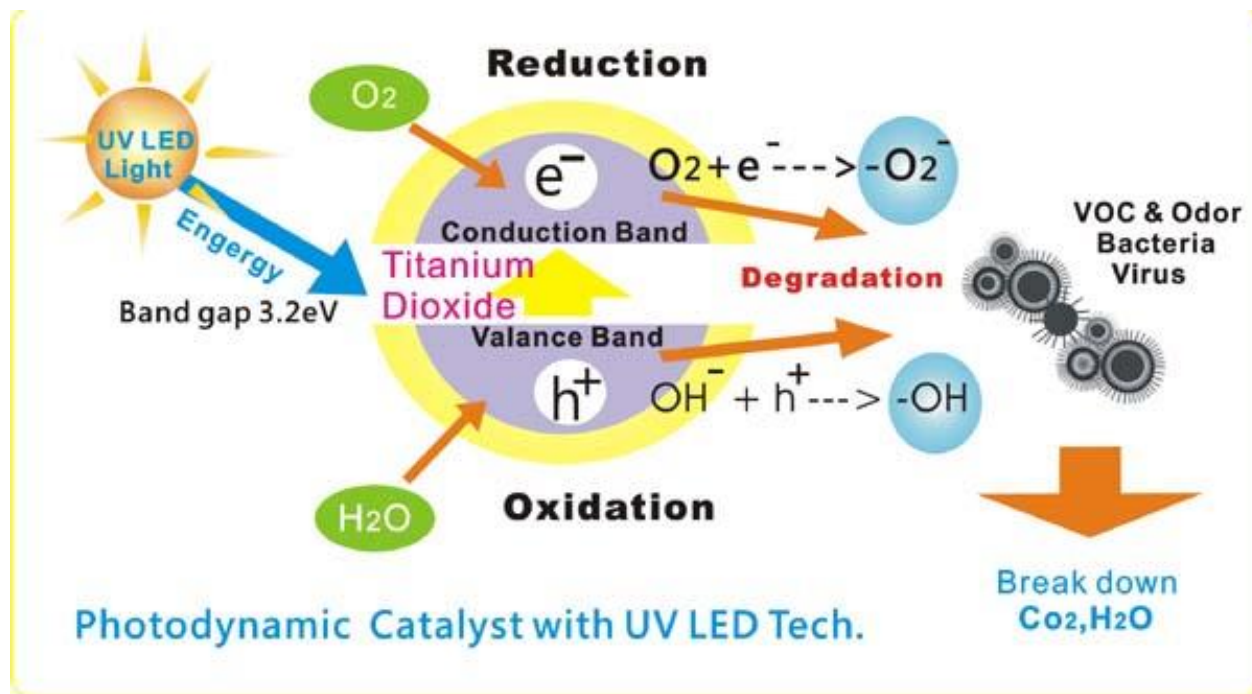 Reduction
O2
UV LED
Light
e-
O2+e- ---> -O2-
Conduction Band
VOC & Odor
Bacteria
Virus
Engergy
Titanium
Dioxide
Degradation
Band gap 3.2eV
Valance Band
h+
OH- + h+ ---> -OH
H2O
Oxidation
Break down
Co2,H2O
Photodynamic Catalyst with UV LED Tech.